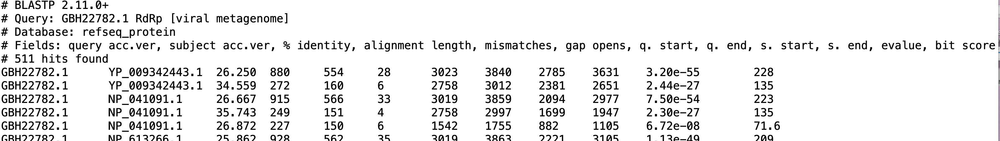 # BLASTP 2.11.0+
# Query: GBH22782.1 RdRp [viral metagenome]
# Database: refseq_protein
# Fields: query acc.ver, subject acc.ver, % identity, alignment length, mismatches, gap opens, q. start, q. end, s. start, s. end, evalue, bit score
# 511 hits found
GBH22782.1 YP_009342443.1 26.250 880 554 28 3023 3840 2785 3631 3.20e-55 228
GBH22782.1 YP_009342443.1 34.559 272 160 6 2758 3012 2381 2651 2.44e-27 135
GBH22782.1 NP_041091.1 26.667 915 566 33 3019 3859 2094 2977 7.50e-54 223
GBH22782.1 NP_041091.1 35.743 249 151 4 2758 2997 1699 1947 2.30e-27 135
GBH22782.1 NP_041091.1 26.872 227 150 6 1542 1755 882 1105 6.72e-08 71.6
GBH22782.1 NP_613266.1 25.862 928 562 35 3019 3863 2221 3105 1.13e-49 209